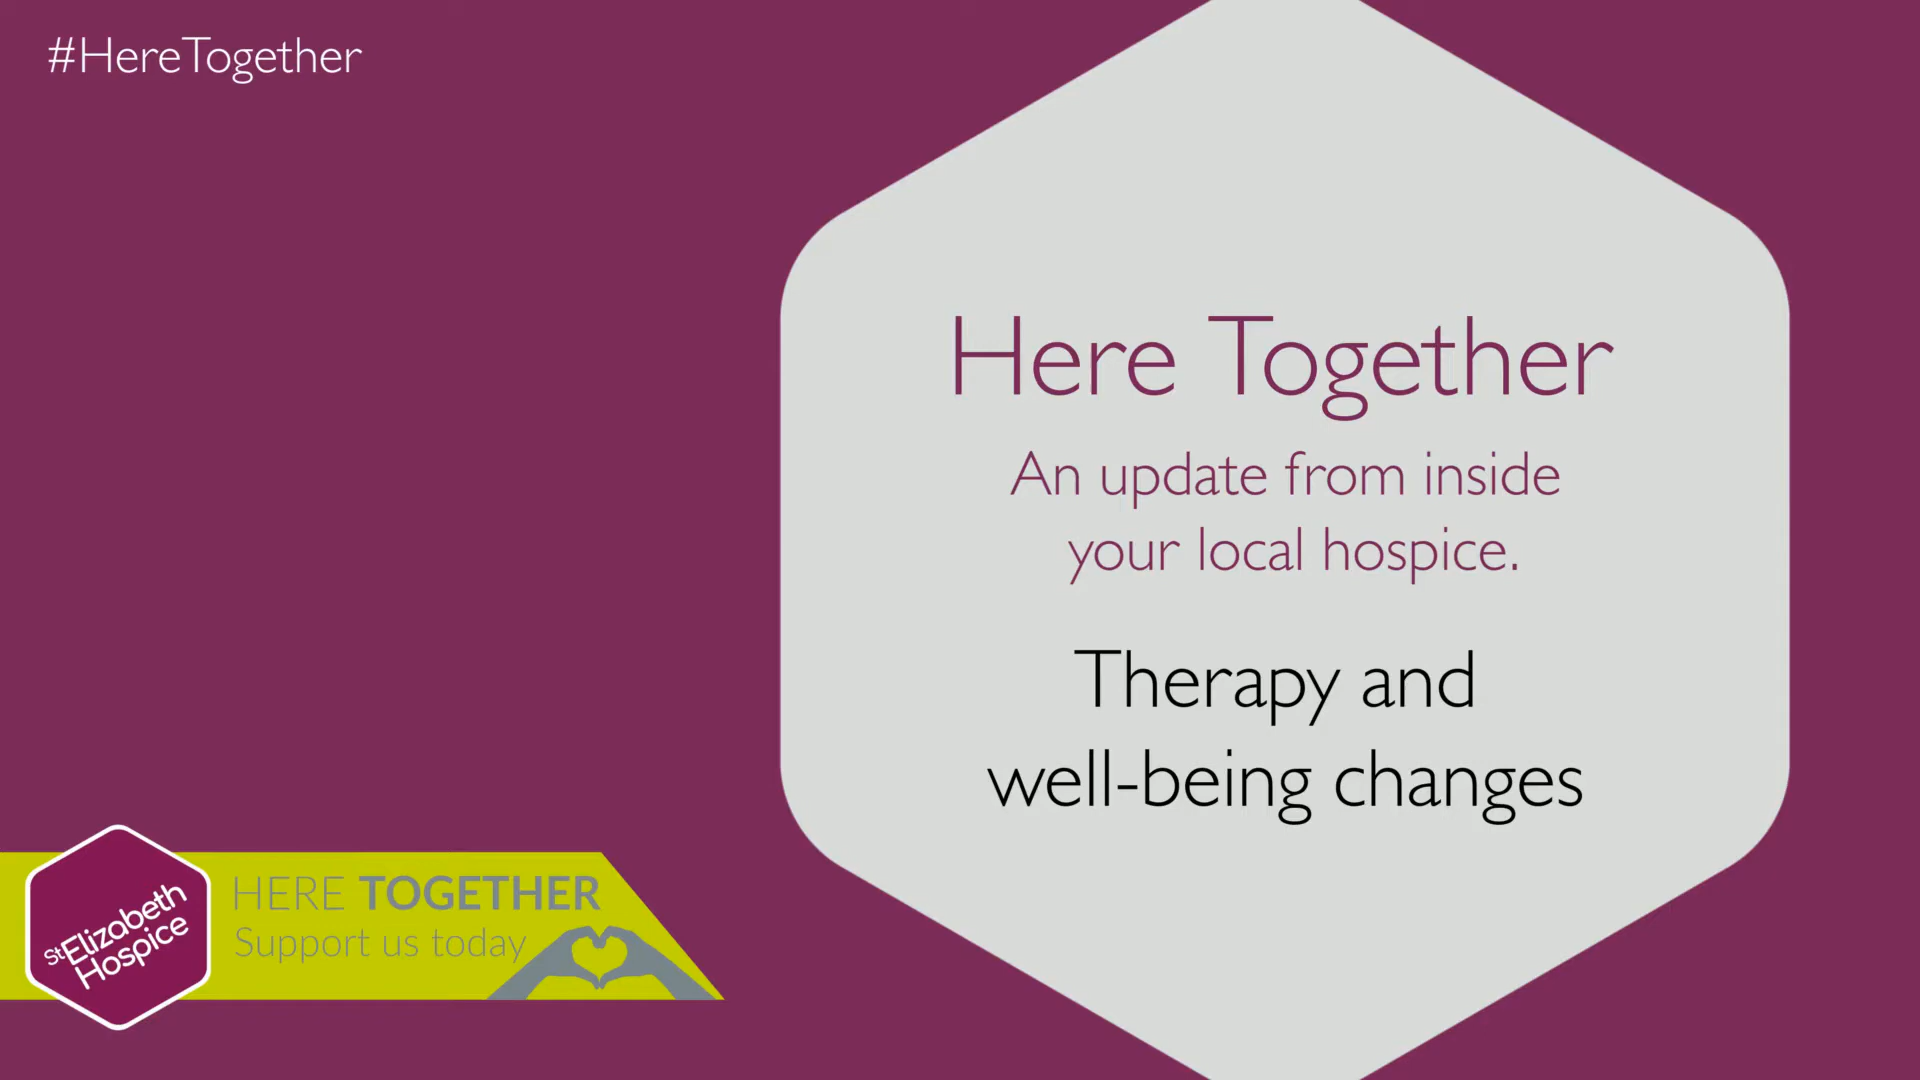 #HereTogether
Here Together
An update from inside
your local hospice.
Therapy and
well-being changes
HERE TOGETHER
Support us today
St Elizabeth
Hospice